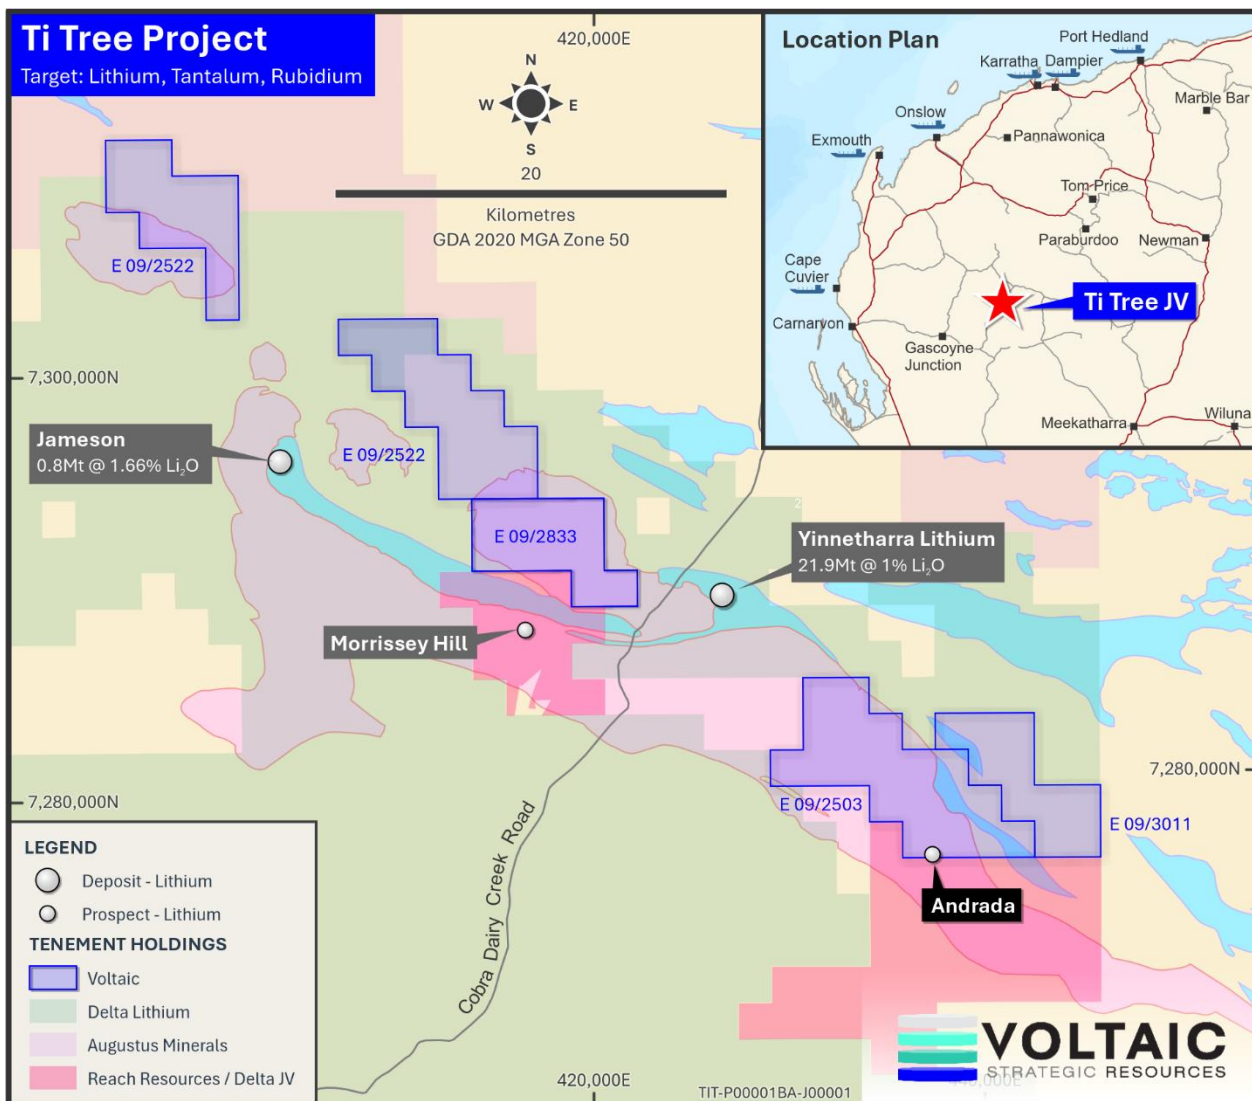 Ti Tree Project
Target: Lithium, Tantalum, Rubidium
420,000E
N
W E
S
20
Kilometres
GDA 2020 MGA Zone 50
Location Plan
Port Hedland
Karratha Dampier
Marble Bar
Onslow
Pannawonica
Exmouth
Tom Price
Paraburdoo
Newman
Cape
Cuvier
Ti Tree JV
Carnarvon
Gascoyne
Junction
Meekatharra
Wiluna
E 09/2522
7,300,000N
Jameson
0.8Mt @ 1.66% Li₂O
E 09/2522
2
E 09/2833
Yinnetharra Lithium
21.9Mt @ 1% Li₂O
Morrissey Hill
7,280,000N
7,280,000N
E 09/2503
E 09/3011
Cobra Dairy Creek Road
Andrada
LEGEND
Deposit - Lithium
Prospect - Lithium
TENEMENT HOLDINGS
Voltaic
Delta Lithium
Augustus Minerals
Reach Resources / Delta JV
VOLTAIC
STRATEGIC RESOURCES
420,000E
TIT-P00001BA-J00001